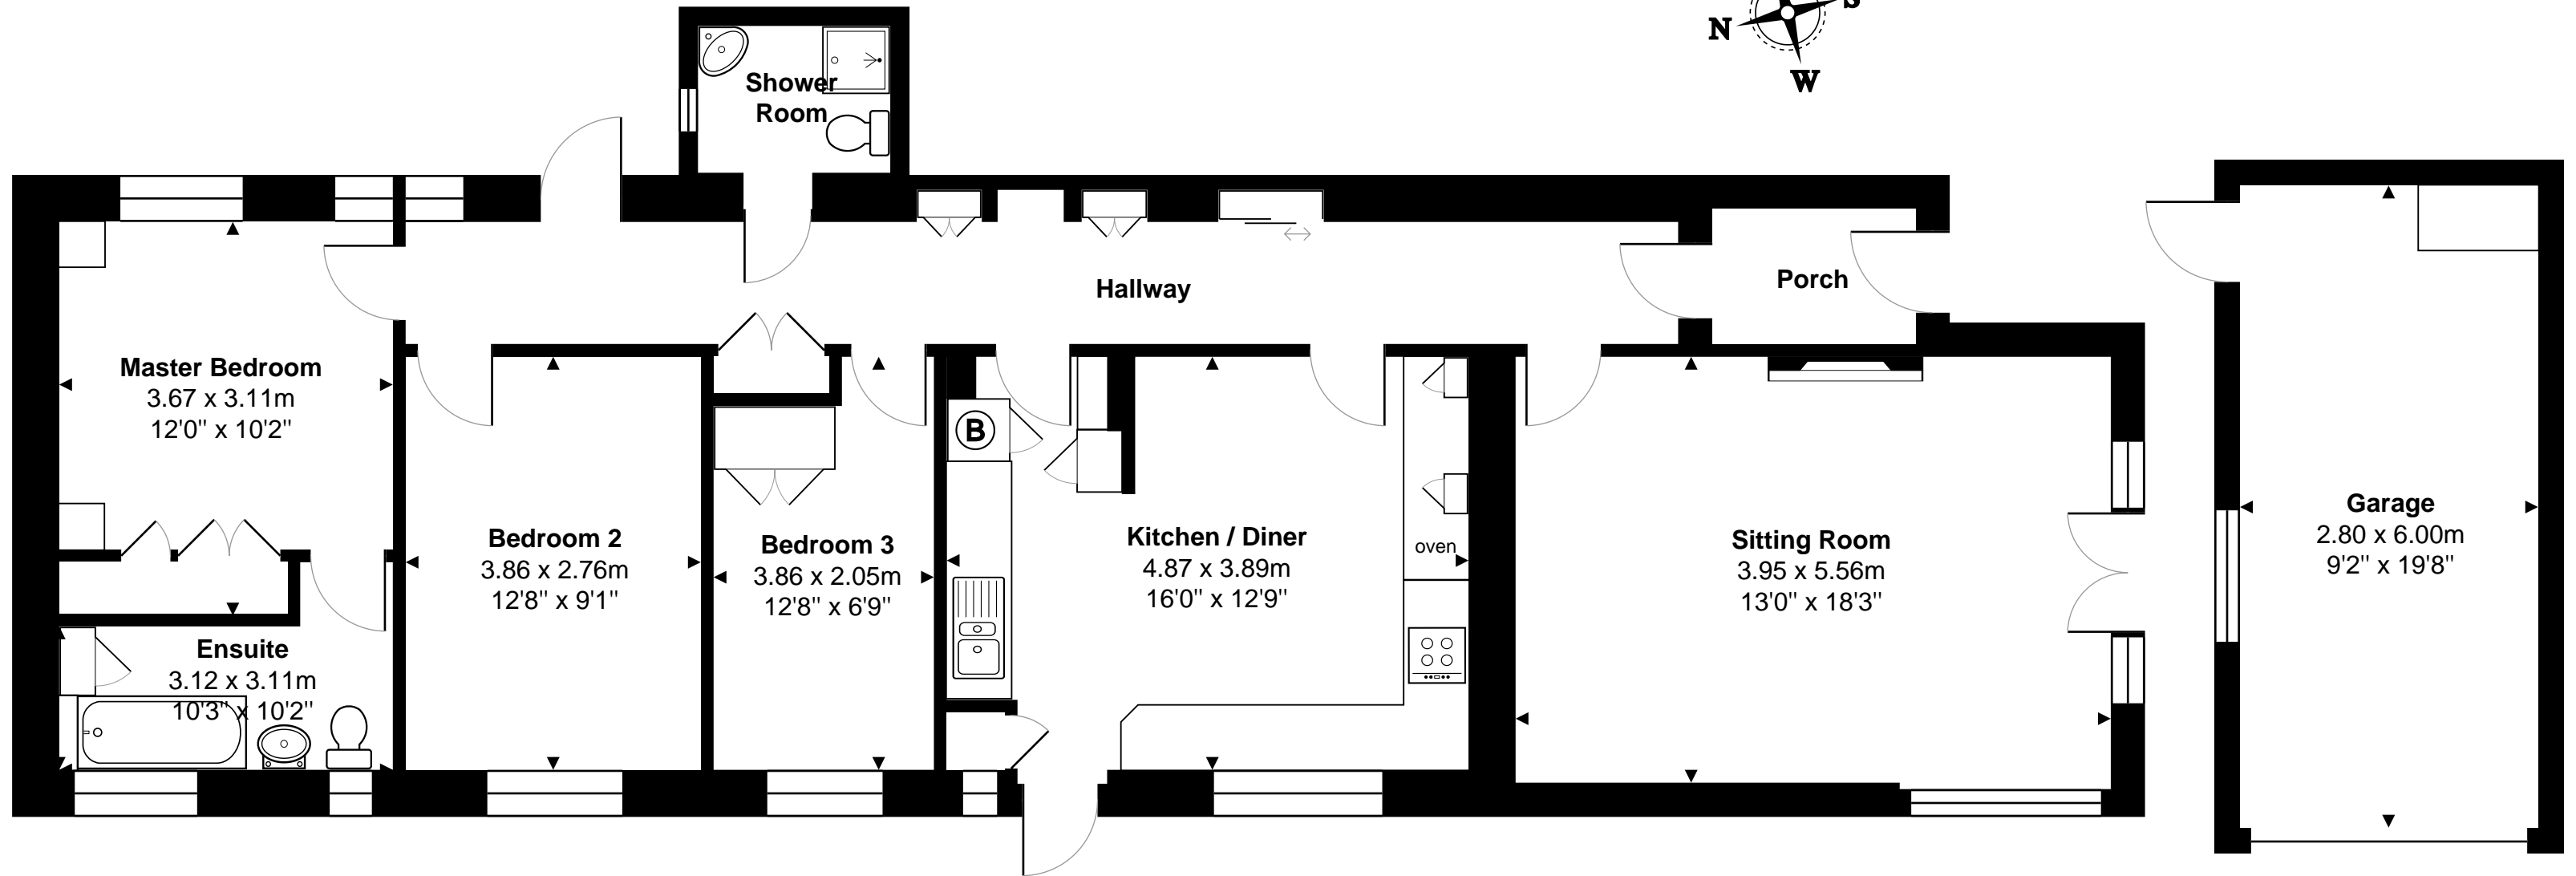 S
N
W
Shower
Room
Hallway
Porch
Master Bedroom
3.67 x 3.11m
12'0" x 10'2"
B
Bedroom 2
3.86 x 2.76m
12'8" x 9'1"
Bedroom 3
3.86 x 2.05m
12'8" x 6'9"
Kitchen / Diner
4.87 x 3.89m
16'0" x 12'9"
oven
Sitting Room
3.95 x 5.56m
13'0" x 18'3"
Garage
2.80 x 6.00m
9'2" x 19'8"
Ensuite
3.12 x 3.11m
10'3" x 10'2"